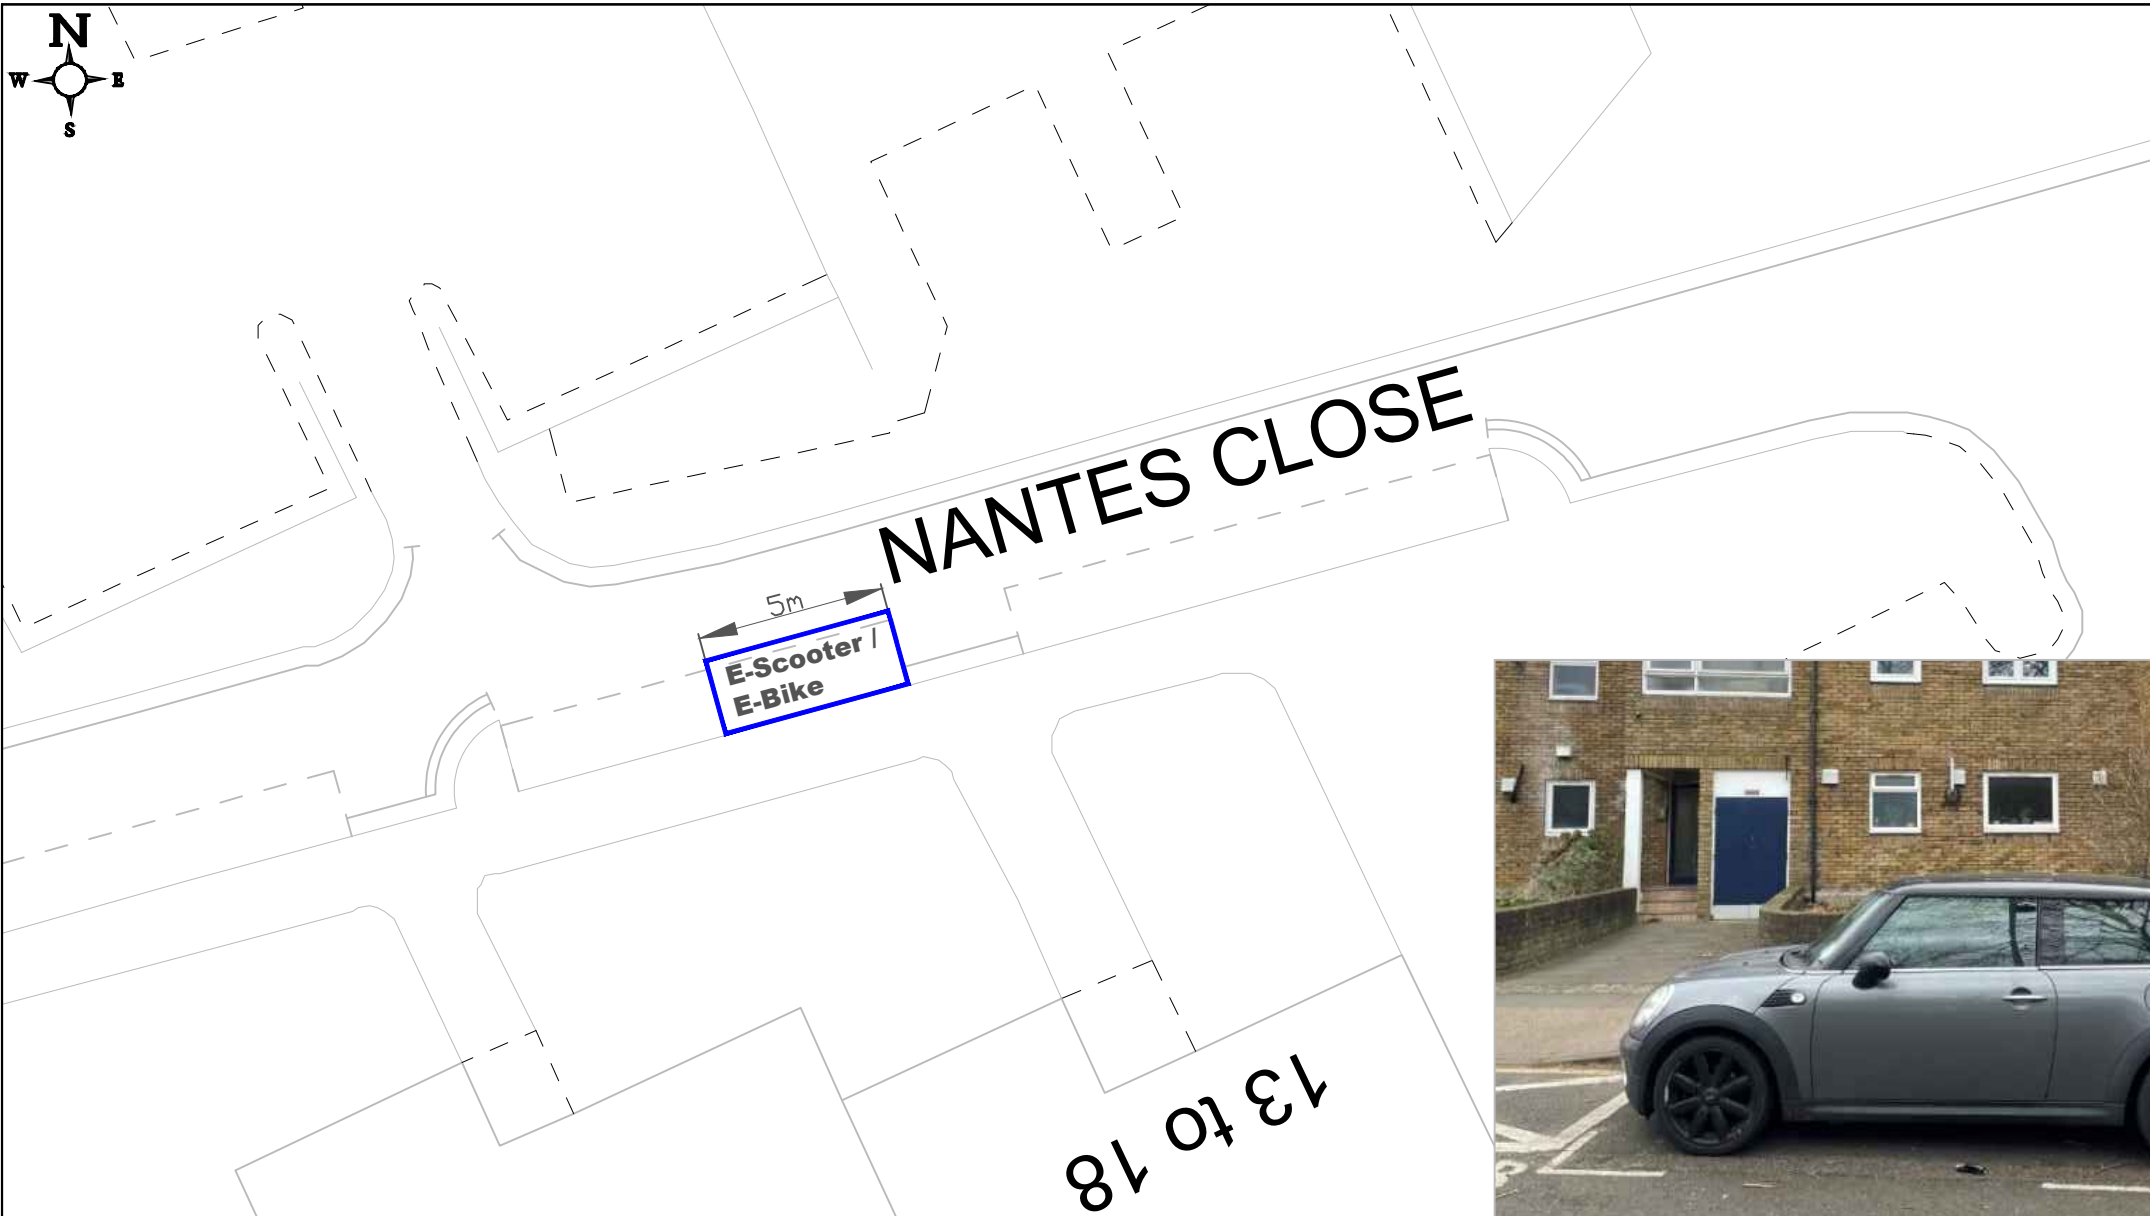 N
W E
S
NANTES CLOSE
5m
E-Scooter /
E-Bike
13 to 18